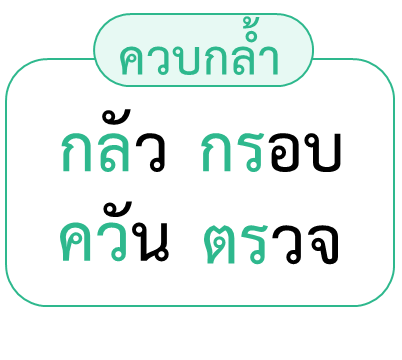 ควบกล้ำ
กลัว กรอบ
ควัน ตรวจ